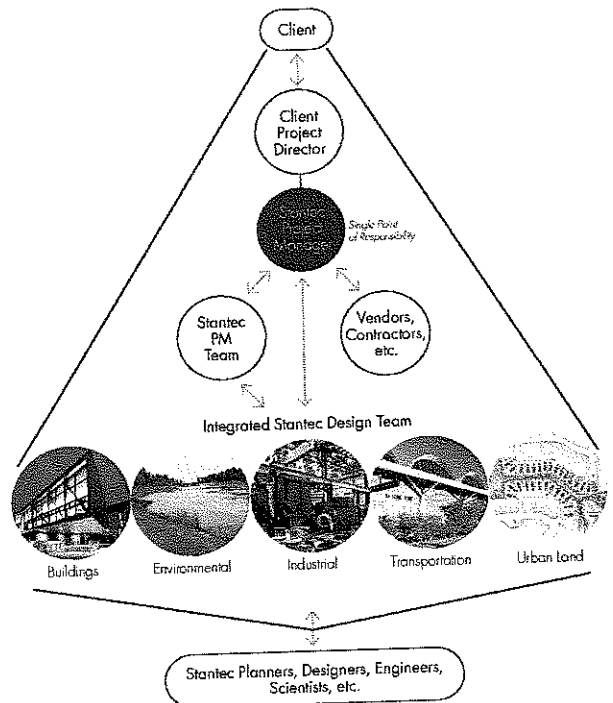 Client
Client
Project
Director
Stantec
Project
Manager
Single Point
of Responsibility
Stantec
PM
Team
Vendors,
Contractors,
etc.
Integrated Stantec Design Team
Buildings
Environmental
Industrial
Transportation
Urban Land
Stantec Planners, Designers, Engineers,
Scientists, etc.